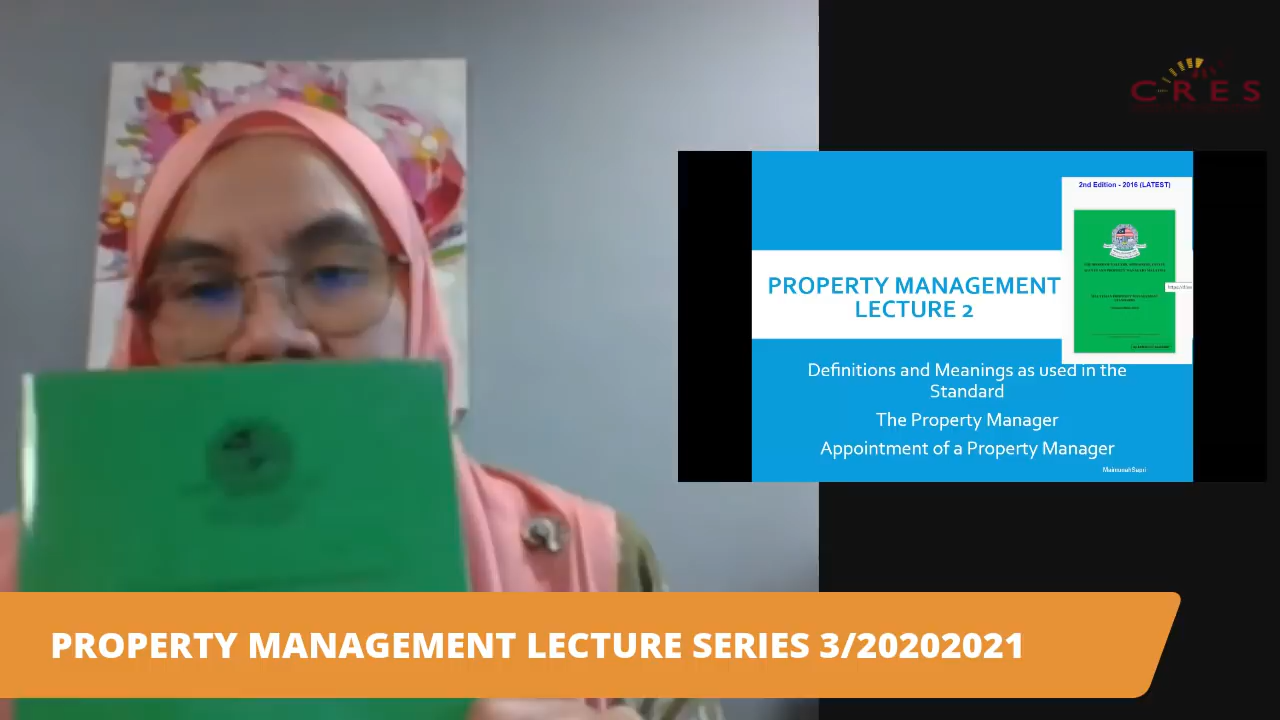 CRES
2nd Edition - 2016 (LATEST)
PROPERTY MANAGEMENT
LECTURE 2
Definitions and Meanings as used in the
Standard
The Property Manager
Appointment of a Property Manager
MaimunahSapri
PROPERTY MANAGEMENT LECTURE SERIES 3/20202021